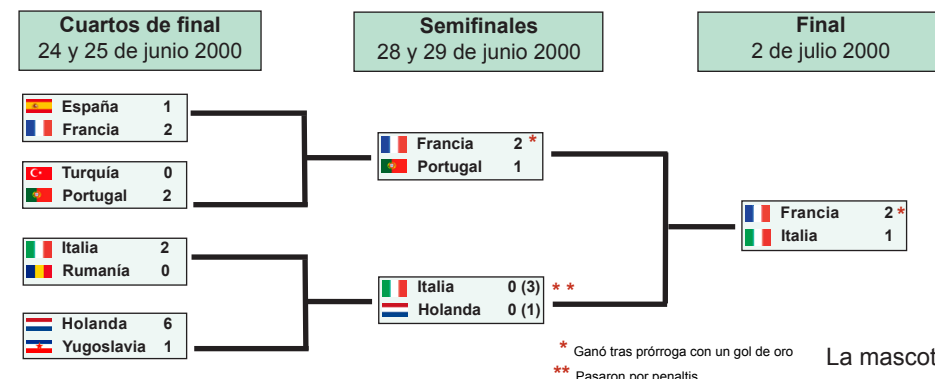 Cuartos de final
24 y 25 de junio 2000
Semifinales
28 y 29 de junio 2000
Final
2 de julio 2000
España 1
Francia 2
Turquía 0
Portugal 2
Italia 2
Rumanía 0
Holanda 6
Yugoslavia 1
Francia 2 *
Portugal 1
Italia 0 (3) * *
Holanda 0 (1)
Francia 2 *
Italia 1
* Ganó tras prórroga con un gol de oro
** Pasaron por penaltis
La mascot